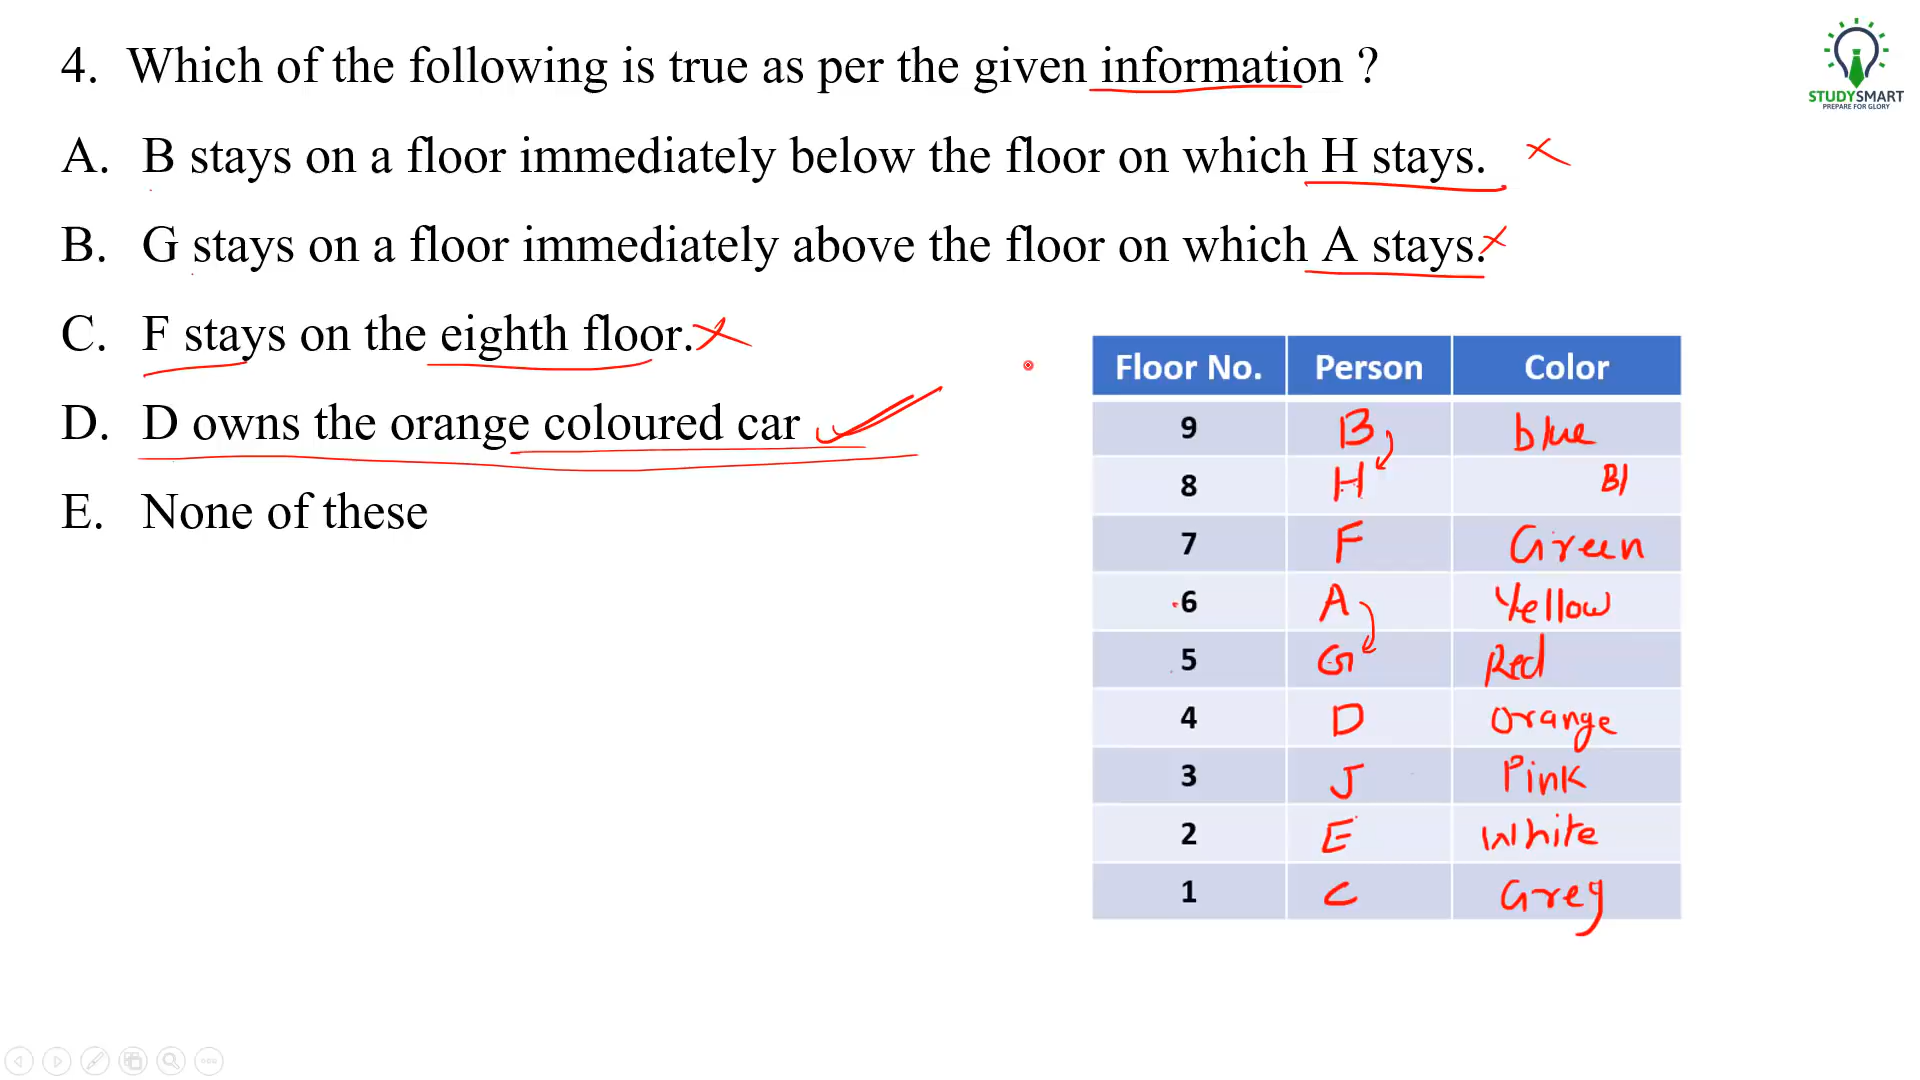 4. Which of the following is true as per the given information ?
STUDYSMART
PREPARE FOR GLORY
A. B stays on a floor immediately below the floor on which H stays.
B. G stays on a floor immediately above the floor on which A stays.
C. F stays on the eighth floor.
D. D owns the orange coloured car
E. None of these
Floor No. Person Color
9 B blue
8 H Bl
7 F Green
6 A Yellow
5 G Red
4 D Orange
3 J Pink
2 E White
1 C Grey